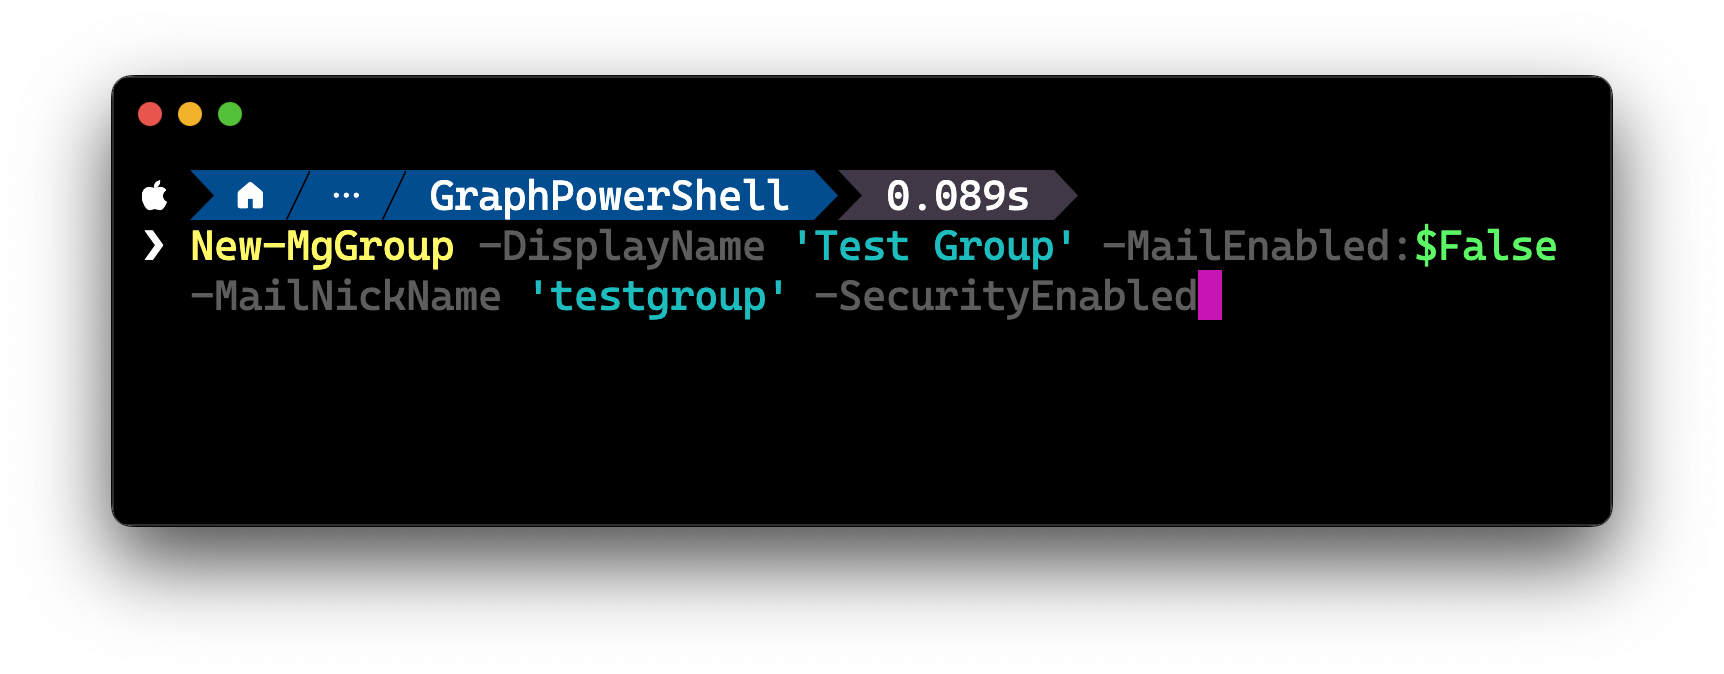 ··· GraphPowerShell 0.089s
❯ New-MgGroup -DisplayName 'Test Group' -MailEnabled:$False
-MailNickName 'testgroup' -SecurityEnabled